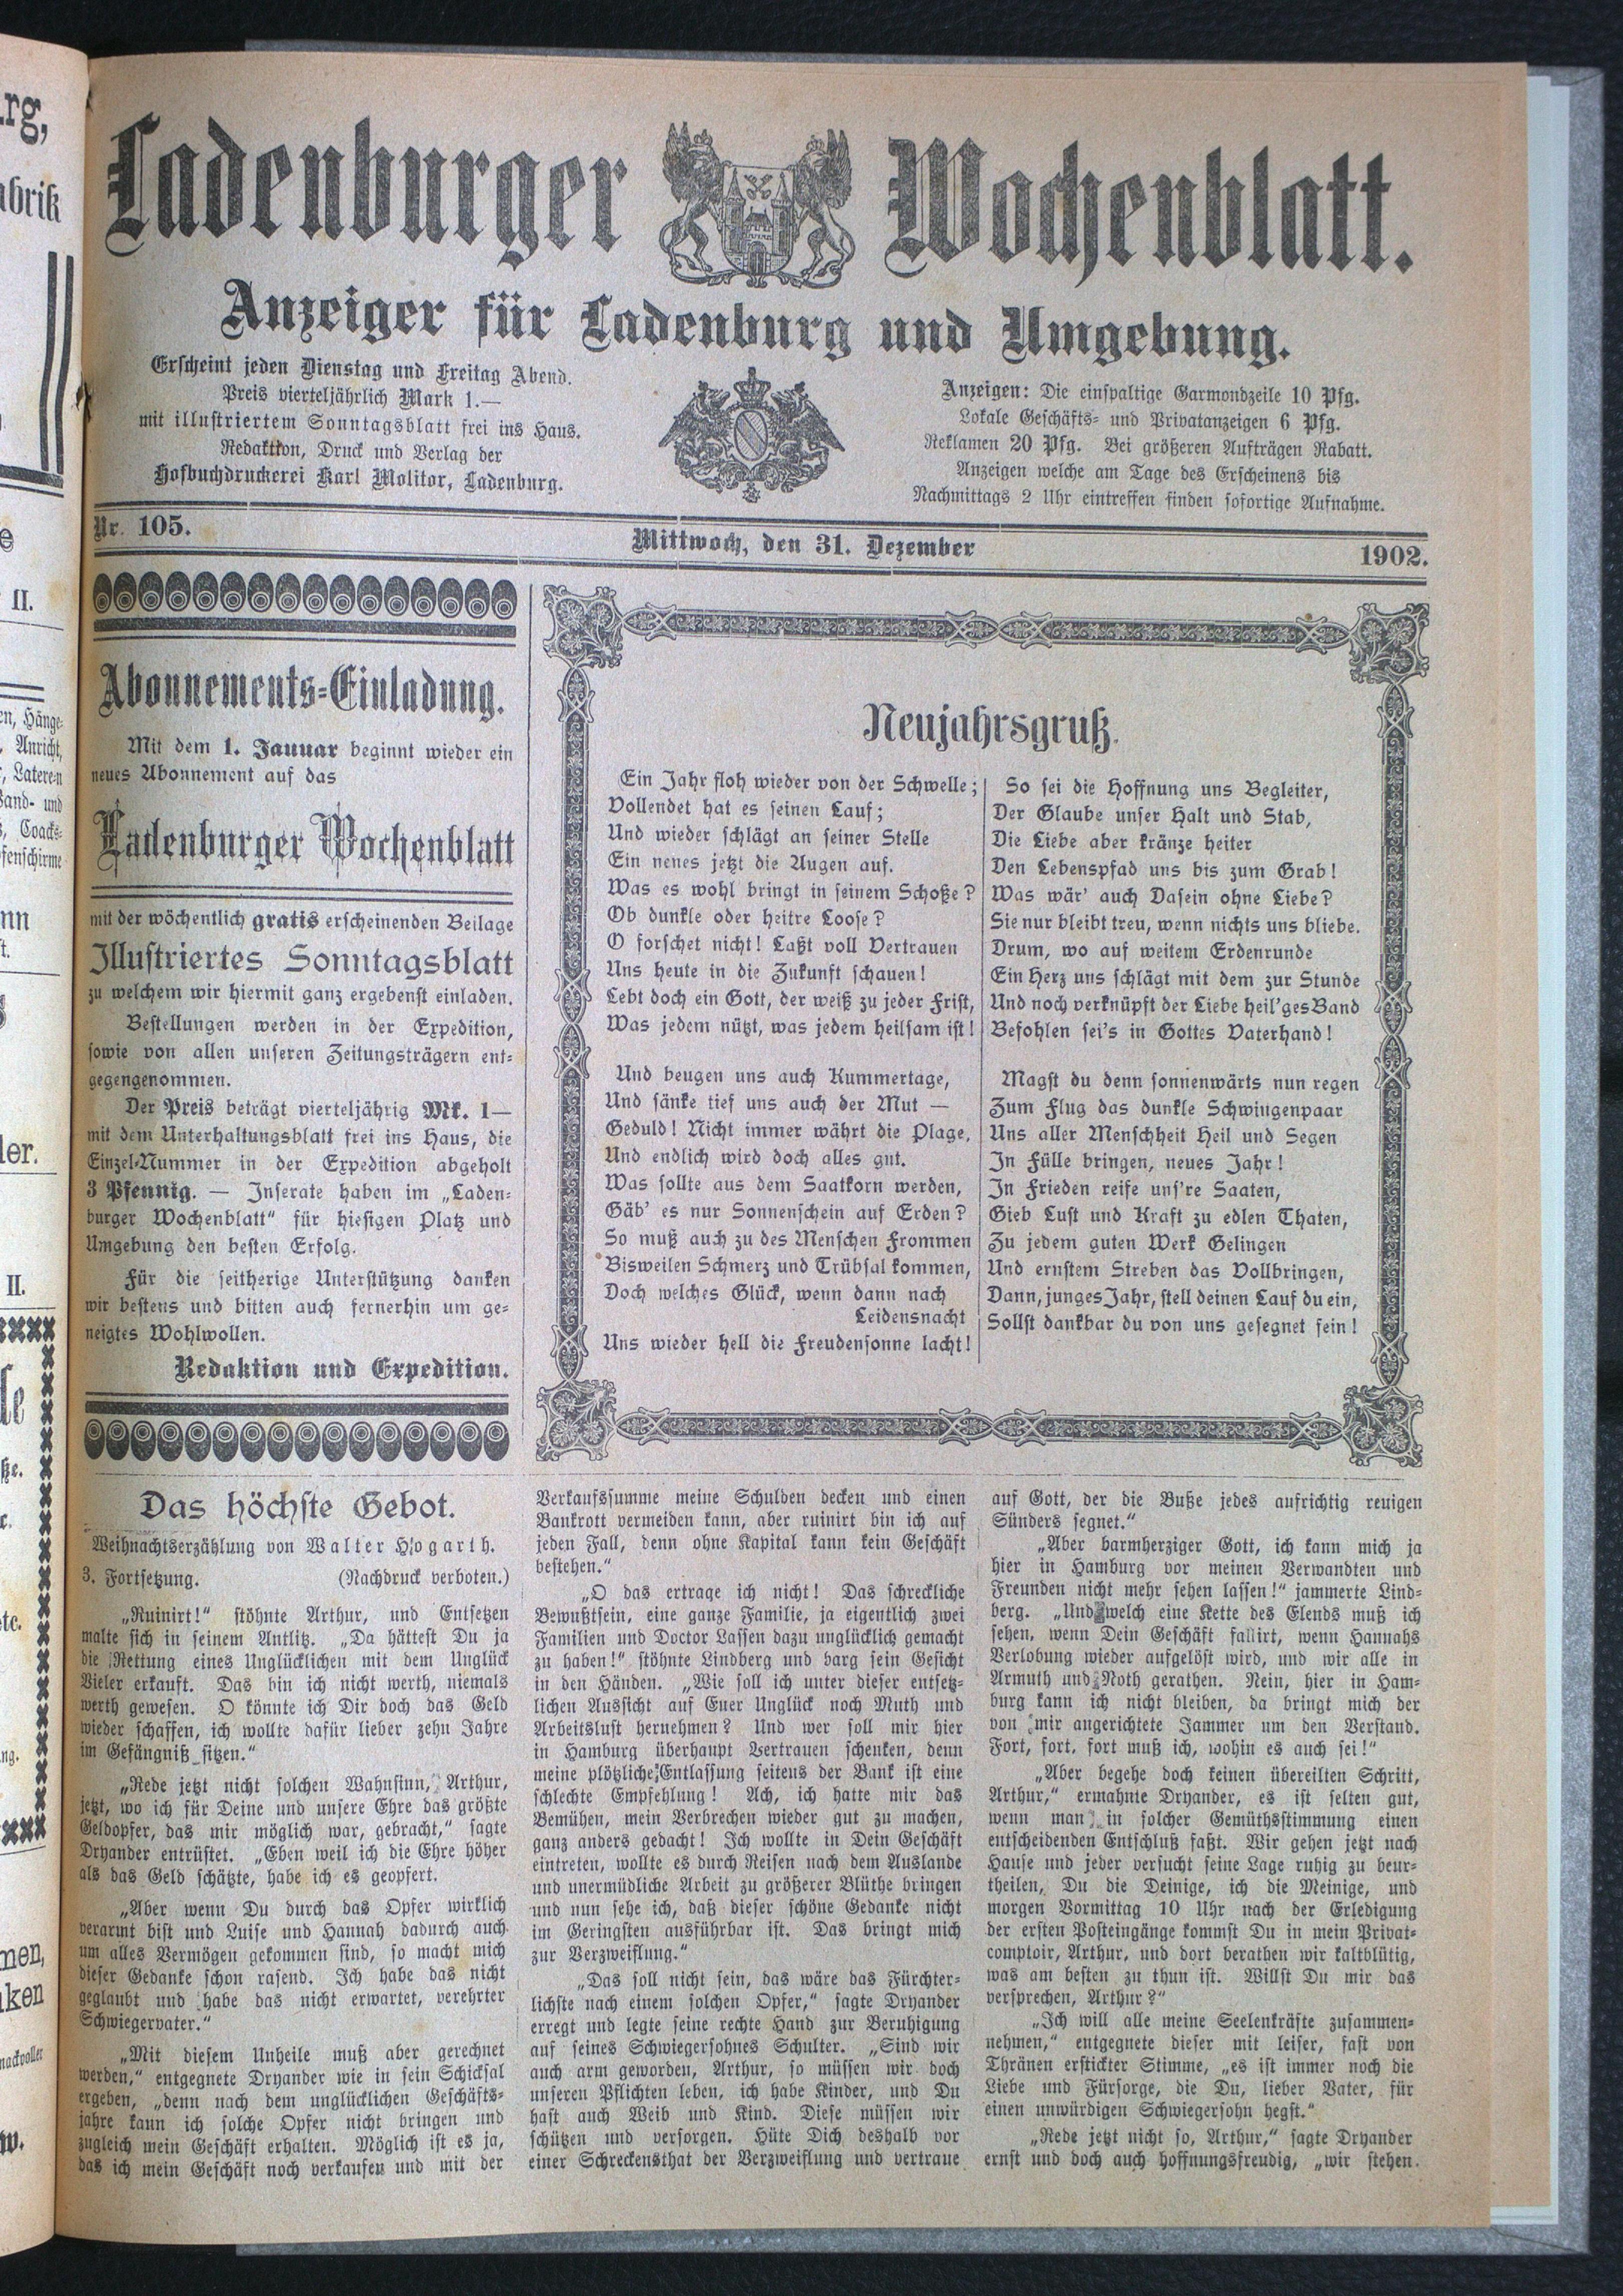 Ladenburger Wochenblatt.
Anzeiger für Ladenburg und Umgebung.
Erscheint jeden Dienstag und Freitag Abend.
Preis vierteljährlich Mark 1.—
mit illustriertem Sonntagsblatt frei ins Haus.
Redaktion, Druck und Verlag der
Hofbuchdruckerei Karl Molitor, Ladenburg.
Anzeigen: Die einspaltige Garmondzeile 10 Pfg.
Lokale Geschäfts- und Privatanzeigen 6 Pfg.
Reklamen 20 Pfg. Bei größeren Aufträgen Rabatt.
Anzeigen welche am Tage des Erscheinens bis
Nachmittags 2 Uhr eintreffen finden sofortige Aufnahme.
Nr. 105.
Mittwoch, den 31. Dezember
1902.
Abonnements-Einladung.
Mit dem 1. Januar beginnt wieder ein
neues Abonnement auf das
Ladenburger Wochenblatt
mit der wöchentlich gratis erscheinenden Beilage
Illustriertes Sonntagsblatt
zu welchem wir hiermit ganz ergebenst einladen.
Bestellungen werden in der Expedition,
sowie von allen unseren Zeitungsträgern ent-
gegengenommen.
Der Preis beträgt vierteljährig Mk. 1—
mit dem Unterhaltungsblatt frei ins Haus, die
Einzel-Nummer in der Expedition abgeholt
3 Pfennig. — Inserate haben im „Laden-
burger Wochenblatt“ für hiesigen Platz und
Umgebung den besten Erfolg.
Für die seitherige Unterstützung danken
wir bestens und bitten auch fernerhin um ge-
neigtes Wohlwollen.
Redaktion und Expedition.
Neujahrsgruß.
Ein Jahr floh wieder von der Schwelle;
Vollendet hat es seinen Lauf;
Und wieder schlägt an seiner Stelle
Ein neues jetzt die Augen auf.
Was es wohl bringt in seinem Schoße?
Ob dunkle oder heitre Loose?
O forschet nicht! Laßt voll Vertrauen
Uns heute in die Zukunft schauen!
Lebt doch ein Gott, der weiß zu jeder Frist,
Was jedem nützt, was jedem heilsam ist!
Und beugen uns auch Kummertage,
Und sänke tief uns auch der Mut —
Geduld! Nicht immer währt die Plage,
Und endlich wird doch alles gut.
Was sollte aus dem Saatkorn werden,
Gäb' es nur Sonnenschein auf Erden?
So muß auch zu des Menschen Frommen
Bisweilen Schmerz und Trübsal kommen,
Doch welches Glück, wenn dann nach
Leidensnacht
Uns wieder hell die Freudensonne lacht!
So sei die Hoffnung uns Begleiter,
Der Glaube unser Halt und Stab,
Die Liebe aber kränze heiter
Den Lebenspfad uns bis zum Grab!
Was wär' auch Dasein ohne Liebe?
Sie nur bleibt treu, wenn nichts uns bliebe.
Drum, wo auf weitem Erdenrunde
Ein Herz uns schlägt mit dem zur Stunde
Und noch verknüpft der Liebe heil'ges Band
Befohlen sei's in Gottes Vaterhand!
Magst du denn sonnenwärts nun regen
Zum Flug das dunkle Schwingenpaar
Uns aller Menschheit Heil und Segen
In Fülle bringen, neues Jahr!
In Frieden reife uns're Saaten,
Gieb Lust und Kraft zu edlen Thaten,
Zu jedem guten Werk Gelingen
Und ernstem Streben das Vollbringen,
Dann, junges Jahr, stell deinen Lauf du ein,
Sollst dankbar du von uns gesegnet sein!
Das höchste Gebot.
Weihnachtserzählung von Walter Hogarth.
3. Fortsetzung. (Nachdruck verboten.)
„Ruinirt!“ stöhnte Arthur, und Entsetzen
malte sich in seinem Antlitz. „Da hättest Du ja
die Rettung eines Unglücklichen mit dem Unglück
Vieler erkauft. Das bin ich nicht werth, niemals
werth gewesen. O könnte ich Dir doch das Geld
wieder schaffen, ich wollte dafür lieber zehn Jahre
im Gefängniß sitzen.“
„Rede jetzt nicht solchen Wahnsinn, Arthur,
jetzt, wo ich für Deine und unsere Ehre das größte
Geldopfer, das mir möglich war, gebracht,“ sagte
Dryander entrüstet. „Eben weil ich die Ehre höher
als das Geld schätzte, habe ich es geopfert.
„Aber wenn Du durch das Opfer wirklich
verarmt bist und Luise und Hannah dadurch auch
um alles Vermögen gekommen sind, so macht mich
dieser Gedanke schon rasend. Ich habe das nicht
geglaubt und habe das nicht erwartet, verehrter
Schwiegervater.“
„Mit diesem Unheile muß aber gerechnet
werden,“ entgegnete Dryander wie in sein Schicksal
ergeben, „denn nach dem unglücklichen Geschäfts-
jahre kann ich solche Opfer nicht bringen und
zugleich mein Geschäft erhalten. Möglich ist es ja,
das ich mein Geschäft noch verkaufen und mit der
Verkaufssumme meine Schulden decken und einen
Bankrott vermeiden kann, aber ruinirt bin ich auf
jeden Fall, denn ohne Kapital kann kein Geschäft
bestehen.“
„O das ertrage ich nicht! Das schreckliche
Bewußtsein, eine ganze Familie, ja eigentlich zwei
Familien und Doctor Lassen dazu unglücklich gemacht
zu haben!“ stöhnte Lindberg und barg sein Gesicht
in den Händen. „Wie soll ich unter dieser entsetz-
lichen Aussicht auf Euer Unglück noch Muth und
Arbeitslust hernehmen? Und wer soll mir hier
in Hamburg überhaupt Vertrauen schenken, denn
meine plötzliche Entlassung seitens der Bank ist eine
schlechte Empfehlung! Ach, ich hatte mir das
Bemühen, mein Verbrechen wieder gut zu machen,
ganz anders gedacht! Ich wollte in Dein Geschäft
eintreten, wollte es durch Reisen nach dem Auslande
und unermüdliche Arbeit zu größerer Blüthe bringen
und nun sehe ich, daß dieser schöne Gedanke nicht
im Geringsten ausführbar ist. Das bringt mich
zur Verzweiflung.“
„Das soll nicht sein, das wäre das Fürchter-
lichste nach einem solchen Opfer,“ sagte Dryander
erregt und legte seine rechte Hand zur Beruhigung
auf seines Schwiegersohnes Schulter. „Sind wir
auch arm geworden, Arthur, so müssen wir doch
unseren Pflichten leben, ich habe Kinder, und Du
hast auch Weib und Kind. Diese müssen wir
schützen und versorgen. Hüte Dich deshalb vor
einer Schreckensthat der Verzweiflung und vertraue
auf Gott, der die Buße jedes aufrichtig reuigen
Sünders segnet.“
„Aber barmherziger Gott, ich kann mich ja
hier in Hamburg vor meinen Verwandten und
Freunden nicht mehr sehen lassen!“ jammerte Lind-
berg. „Und welch eine Kette des Elends muß ich
sehen, wenn Dein Geschäft fallirt, wenn Hannahs
Verlobung wieder aufgelöst wird, und wir alle in
Armuth und Noth gerathen. Nein, hier in Ham-
burg kann ich nicht bleiben, da bringt mich der
von mir angerichtete Jammer um den Verstand.
Fort, fort, fort muß ich, wohin es auch sei!“
„Aber begehe doch keinen übereilten Schritt,
Arthur,“ ermahnte Dryander, es ist selten gut,
wenn man in solcher Gemüthsstimmung einen
entscheidenden Entschluß faßt. Wir gehen jetzt nach
Hause und jeder versucht seine Lage ruhig zu beur-
theilen, Du die Deinige, ich die Meinige, und
morgen Vormittag 10 Uhr nach der Erledigung
der ersten Posteingänge kommst Du in mein Privat-
comptoir, Arthur, und dort berathen wir kaltblütig,
was am besten zu thun ist. Willst Du mir das
versprechen, Arthur?“
„Ich will alle meine Seelenkräfte zusammen-
nehmen,“ entgegnete dieser mit leiser, fast von
Thränen erstickter Stimme, „es ist immer noch die
Liebe und Fürsorge, die Du, lieber Vater, für
einen unwürdigen Schwiegersohn hegst.“
„Rede jetzt nicht so, Arthur,“ sagte Dryander
ernst und doch auch hoffnungsfreudig, „wir stehen.